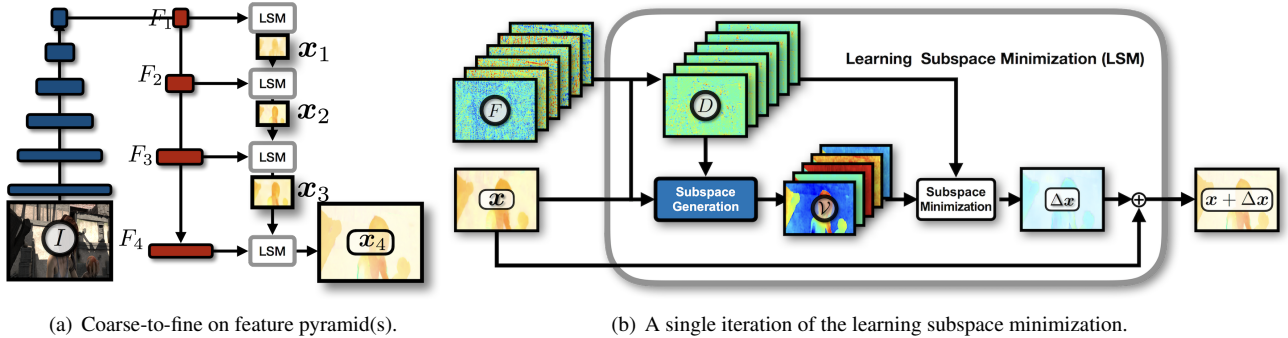 F₁
LSM
x₁
F₂
LSM
x₂
F₃
LSM
x₃
I
F₄
LSM
x₄
(a) Coarse-to-fine on feature pyramid(s).
Learning Subspace Minimization (LSM)
F
D
x
Subspace
Generation
V
Subspace
Minimization
Δx
x + Δx
(b) A single iteration of the learning subspace minimization.